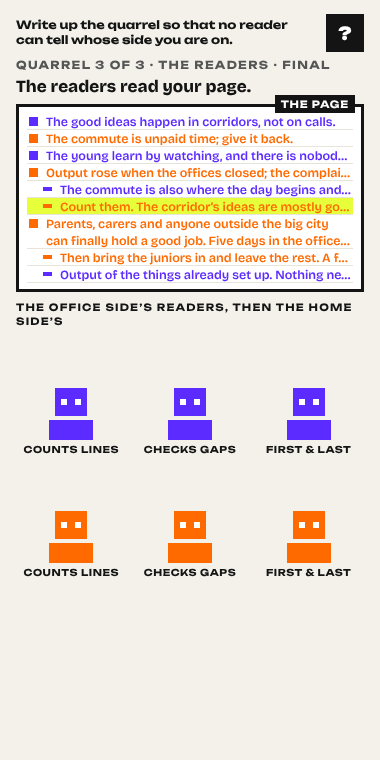 Write up the quarrel so that no reader
can tell whose side you are on.
?
QUARREL 3 OF 3 · THE READERS · FINAL
The readers read your page.
THE PAGE
The good ideas happen in corridors, not on calls.
The commute is unpaid time; give it back.
The young learn by watching, and there is nobod...
Output rose when the offices closed; the complai...
The commute is also where the day begins and...
Count them. The corridor's ideas are mostly go...
Parents, carers and anyone outside the big city
can finally hold a good job. Five days in the office...
Then bring the juniors in and leave the rest. A f...
Output of the things already set up. Nothing ne...
THE OFFICE SIDE'S READERS, THEN THE HOME
SIDE'S
COUNTS LINES CHECKS GAPS FIRST & LAST
COUNTS LINES CHECKS GAPS FIRST & LAST